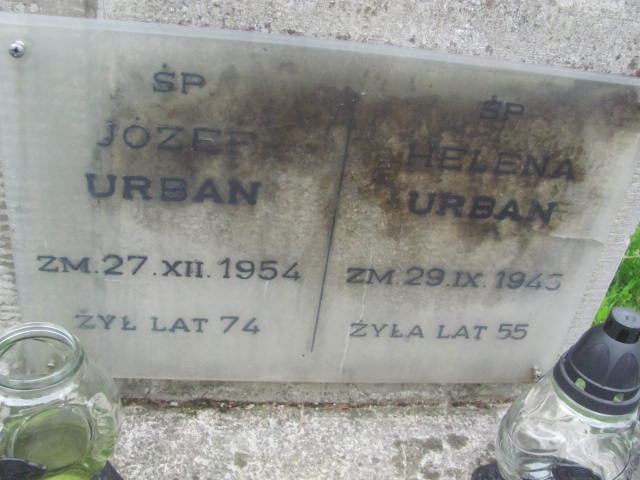 ŚP.
JÓZEF
URBAN
ZM. 27. XII. 1954
ŻYŁ LAT 74
ŚP.
HELENA
URBAN
ZM. 29. IX. 1945
ŻYŁA LAT 55